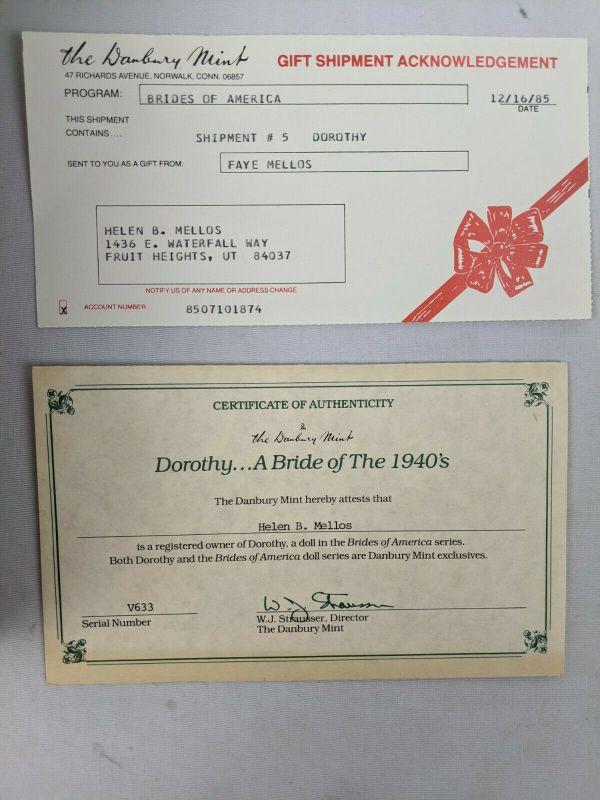 the Danbury Mint
GIFT SHIPMENT ACKNOWLEDGEMENT
47 RICHARDS AVENUE, NORWALK, CONN. 06857
PROGRAM: BRIDES OF AMERICA
12/16/85
DATE
THIS SHIPMENT
CONTAINS....
SHIPMENT # 5 DOROTHY
SENT TO YOU AS A GIFT FROM: FAYE MELLOS
HELEN B. MELLOS
1436 E. WATERFALL WAY
FRUIT HEIGHTS, UT 84037
NOTIFY US OF ANY NAME OR ADDRESS CHANGE
X ACCOUNT NUMBER 8507101874
CERTIFICATE OF AUTHENTICITY
the Danbury Mint
Dorothy...A Bride of The 1940's
The Danbury Mint hereby attests that
Helen B. Mellos
is a registered owner of Dorothy, a doll in the Brides of America series.
Both Dorothy and the Brides of America doll series are Danbury Mint exclusives.
V633
Serial Number
W. J. Strausser
W.J. Strausser, Director
The Danbury Mint